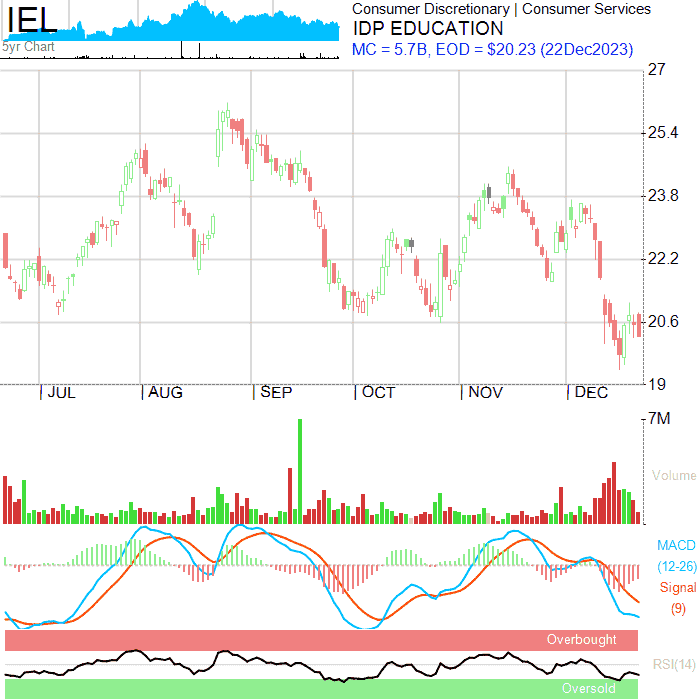 IEL
5yr Chart
Consumer Discretionary | Consumer Services
IDP EDUCATION
MC = 5.7B, EOD = $20.23 (22Dec2023)
27
25.4
23.8
22.2
20.6
19
JUL
AUG
SEP
OCT
NOV
DEC
7M
Volume
MACD
(12-26)
Signal
(9)
Overbought
RSI(14)
Oversold